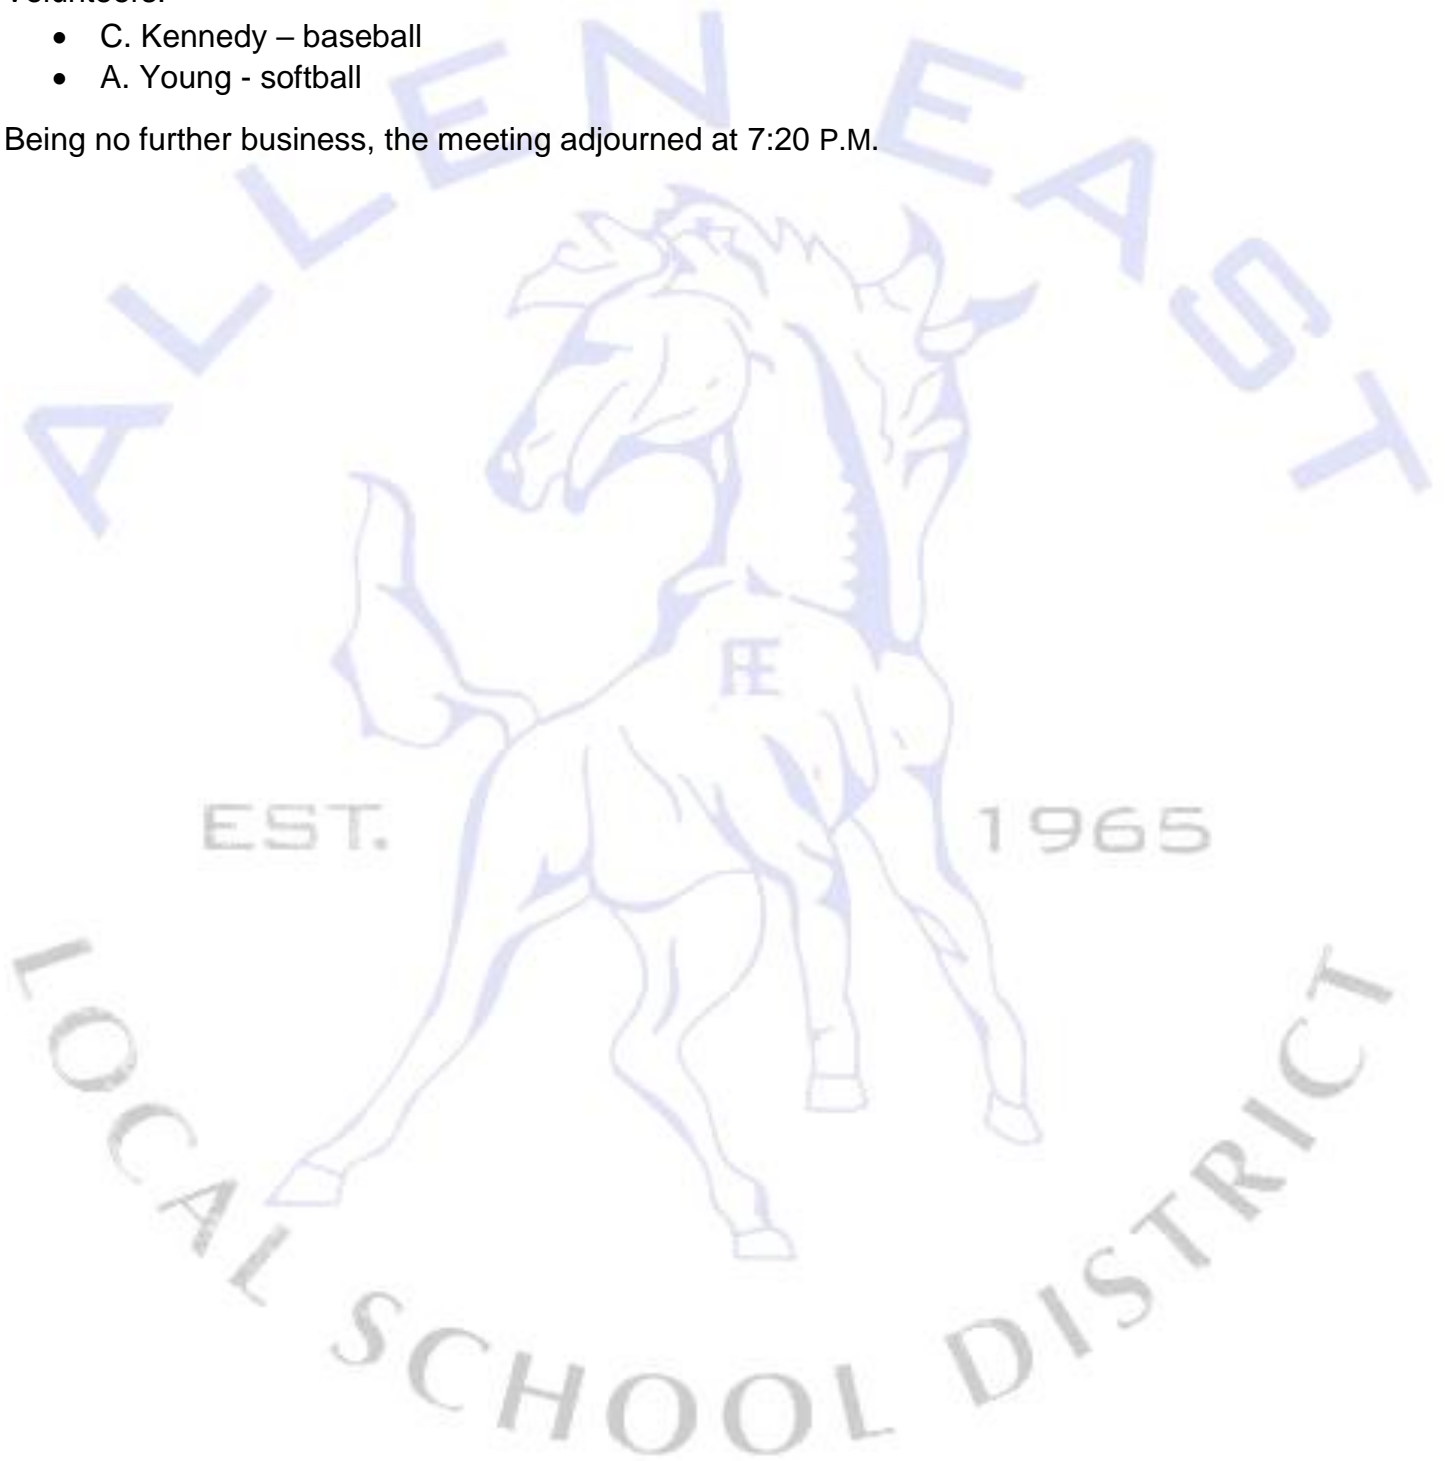 Volunteers:
• C. Kennedy – baseball
• A. Young - softball
Being no further business, the meeting adjourned at 7:20 P.M.
ALLEN EAST
Æ
EST. 1965
LOCAL SCHOOL DISTRICT